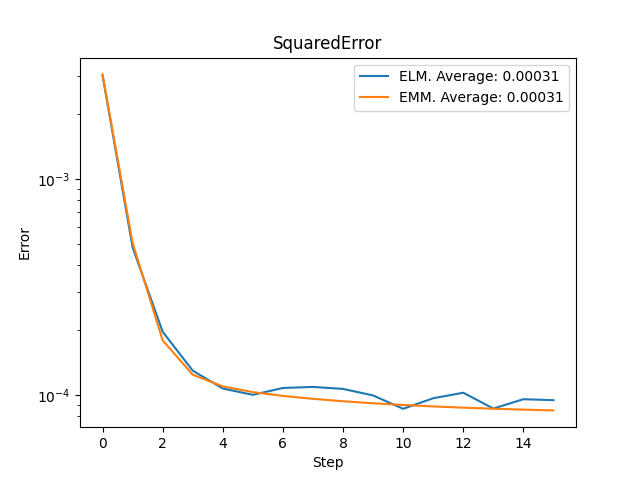 SquaredError
ELM. Average: 0.00031
EMM. Average: 0.00031
10⁻³
10⁻⁴
Error
0 2 4 6 8 10 12 14
Step